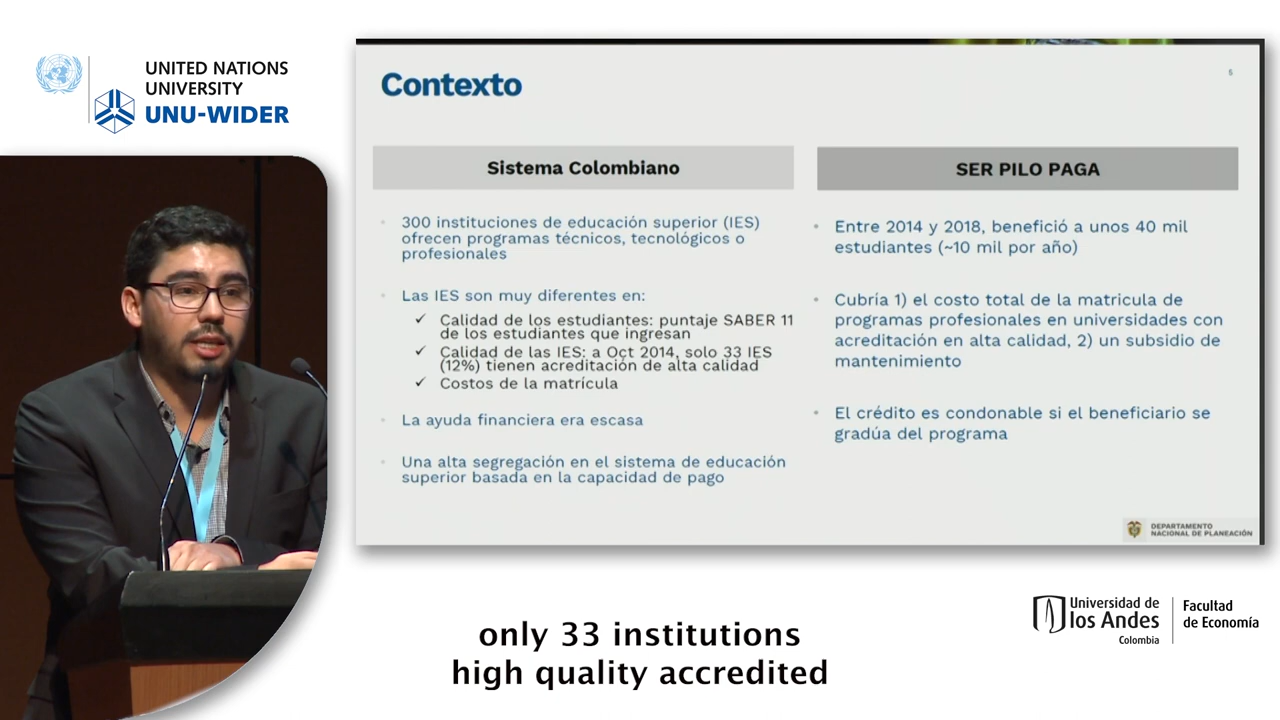 UNITED NATIONS
UNIVERSITY
UNU-WIDER
Contexto
5
Sistema Colombiano
300 instituciones de educación superior (IES)
ofrecen programas técnicos, tecnológicos o
profesionales
Las IES son muy diferentes en:
Calidad de los estudiantes: puntaje SABER 11
de los estudiantes que ingresan
Calidad de las IES: a Oct 2014, solo 33 IES
(12%) tienen acreditación de alta calidad
Costos de la matrícula
La ayuda financiera era escasa
Una alta segregación en el sistema de educación
superior basada en la capacidad de pago
SER PILO PAGA
Entre 2014 y 2018, benefició a unos 40 mil
estudiantes (~10 mil por año)
Cubría 1) el costo total de la matricula de
programas profesionales en universidades con
acreditación en alta calidad, 2) un subsidio de
mantenimiento
El crédito es condonable si el beneficiario se
gradúa del programa
DEPARTAMENTO
NACIONAL DE PLANEACIÓN
Universidad de
los Andes
Colombia
Facultad
de Economía
only 33 institutions
high quality accredited